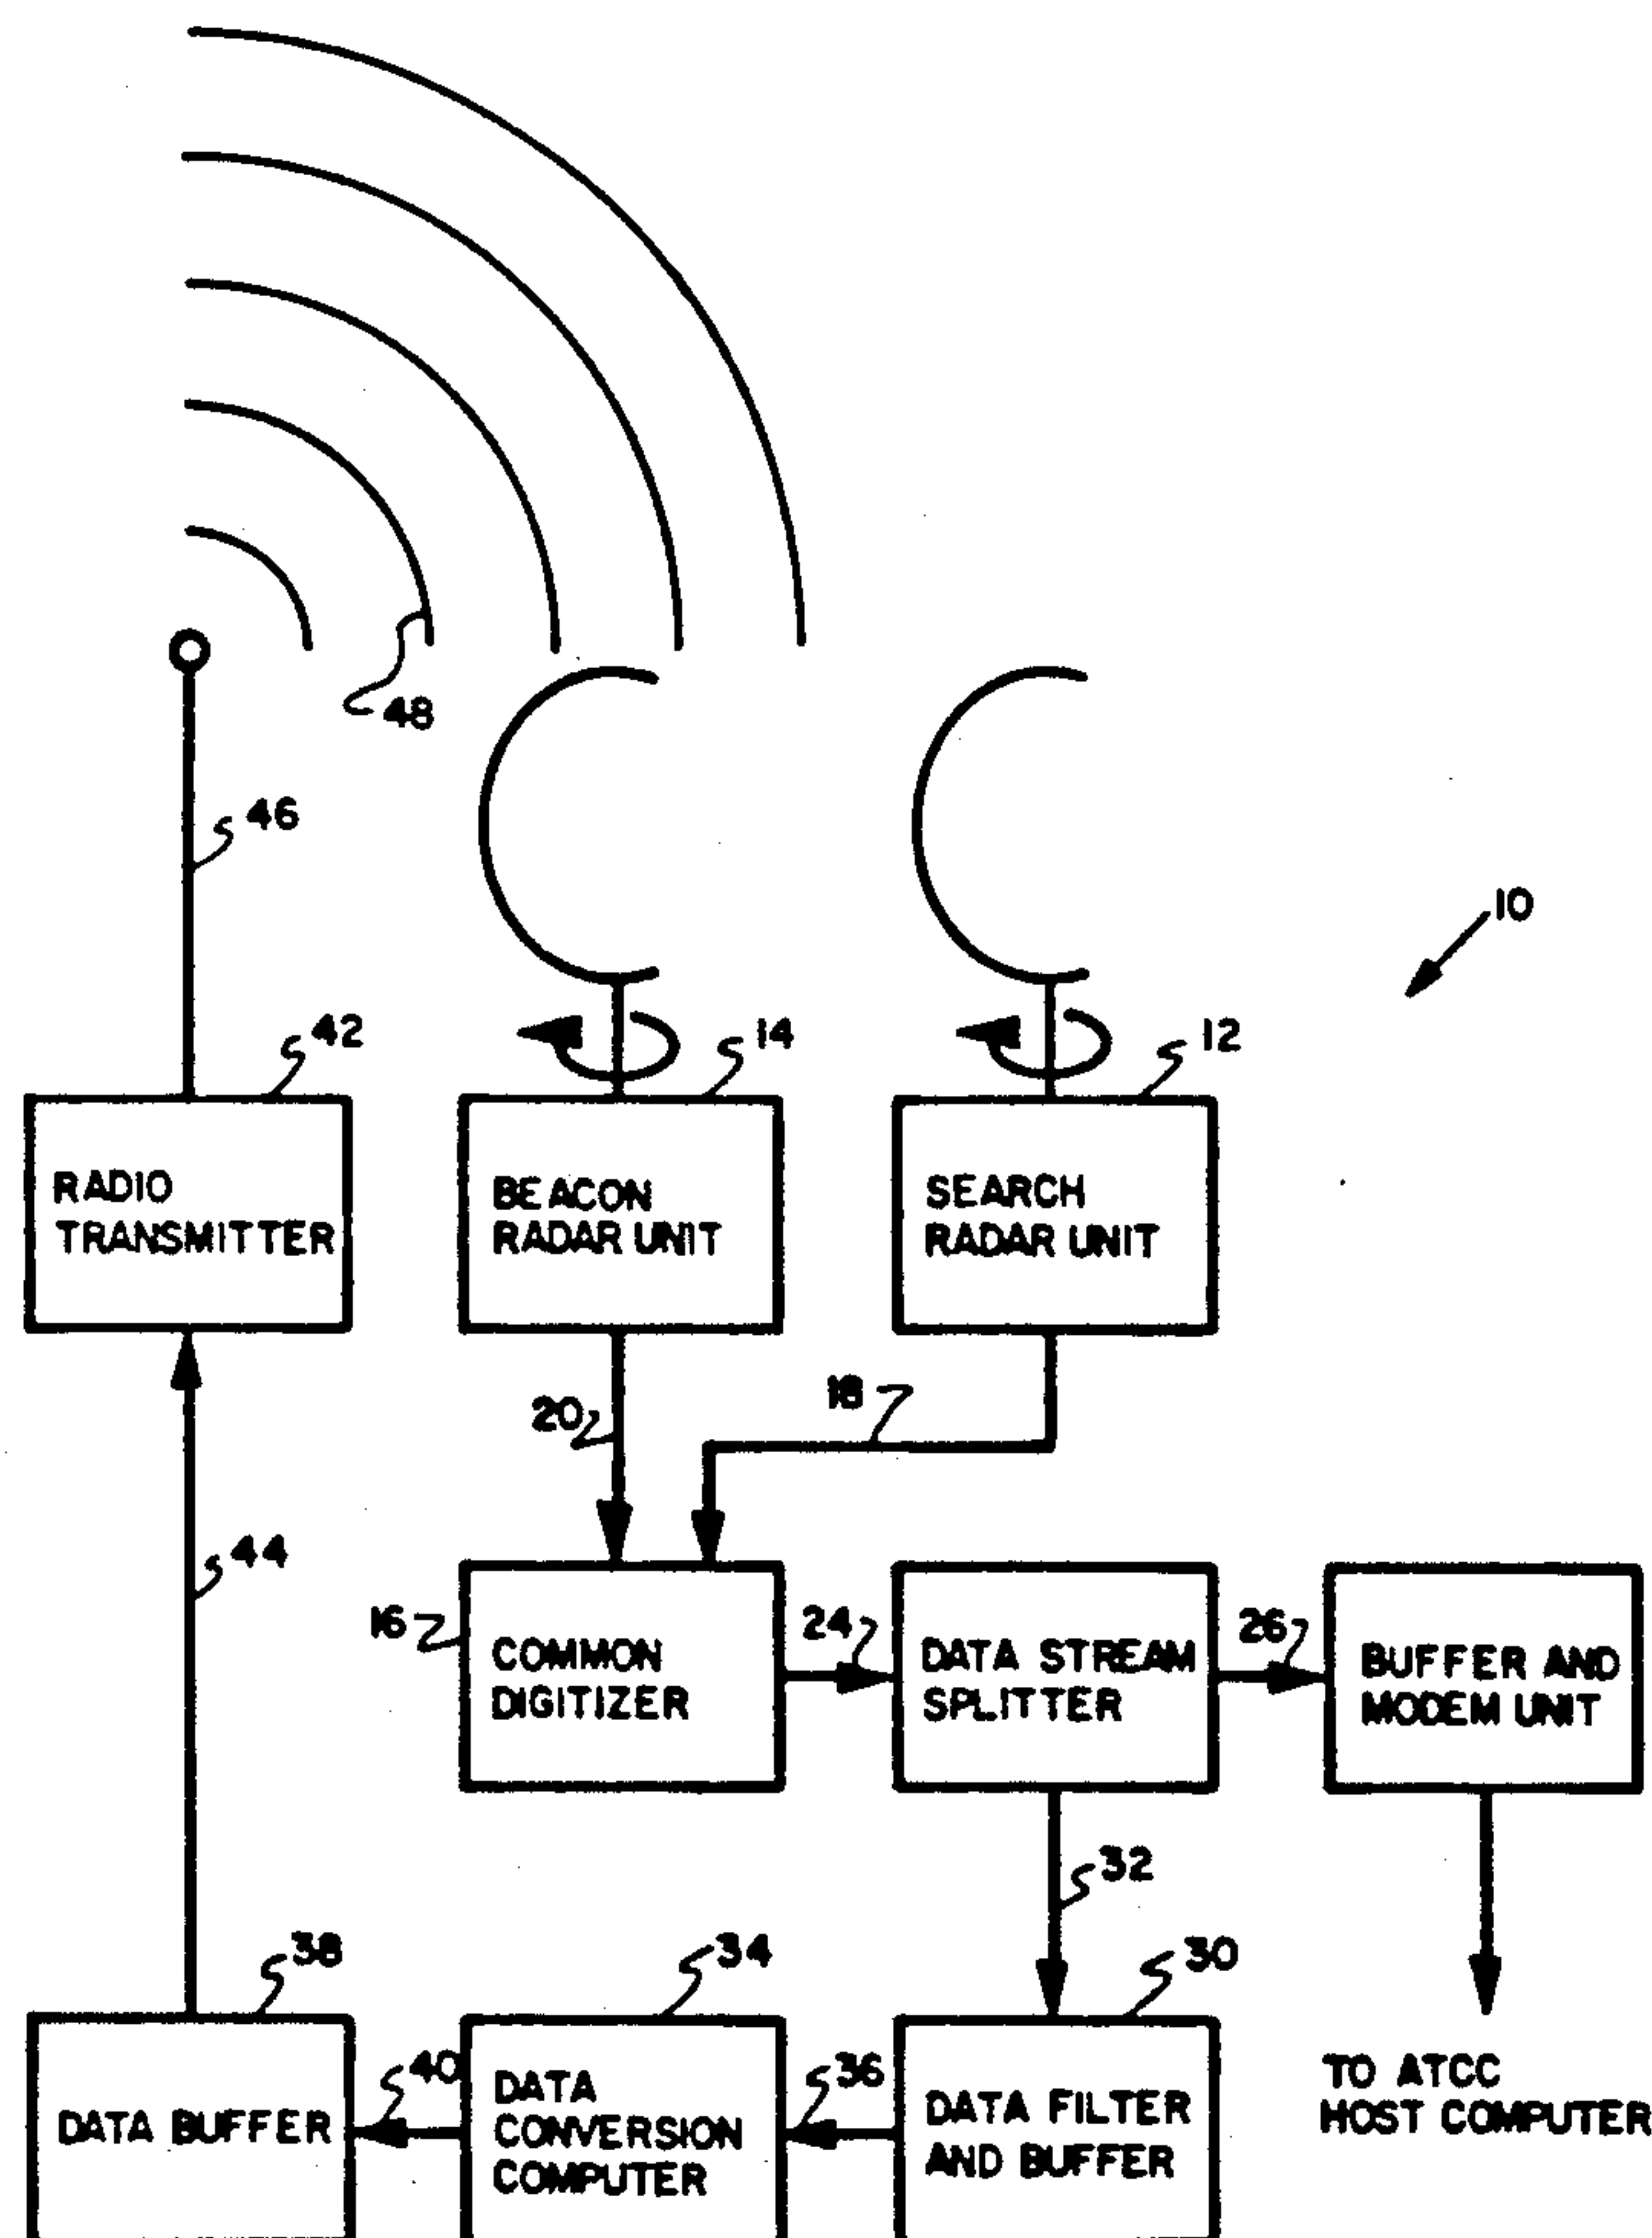 48
46
10
42
14
12
RADIO
TRANSMITTER
BEACON
RADAR UNIT
SEARCH
RADAR UNIT
20
18
44
16
COMMON
DIGITIZER
24
DATA STREAM
SPLITTER
26
BUFFER AND
MODEM UNIT
32
38
34
30
DATA BUFFER
40
DATA
CONVERSION
COMPUTER
36
DATA FILTER
AND BUFFER
TO ATCC
HOST COMPUTER